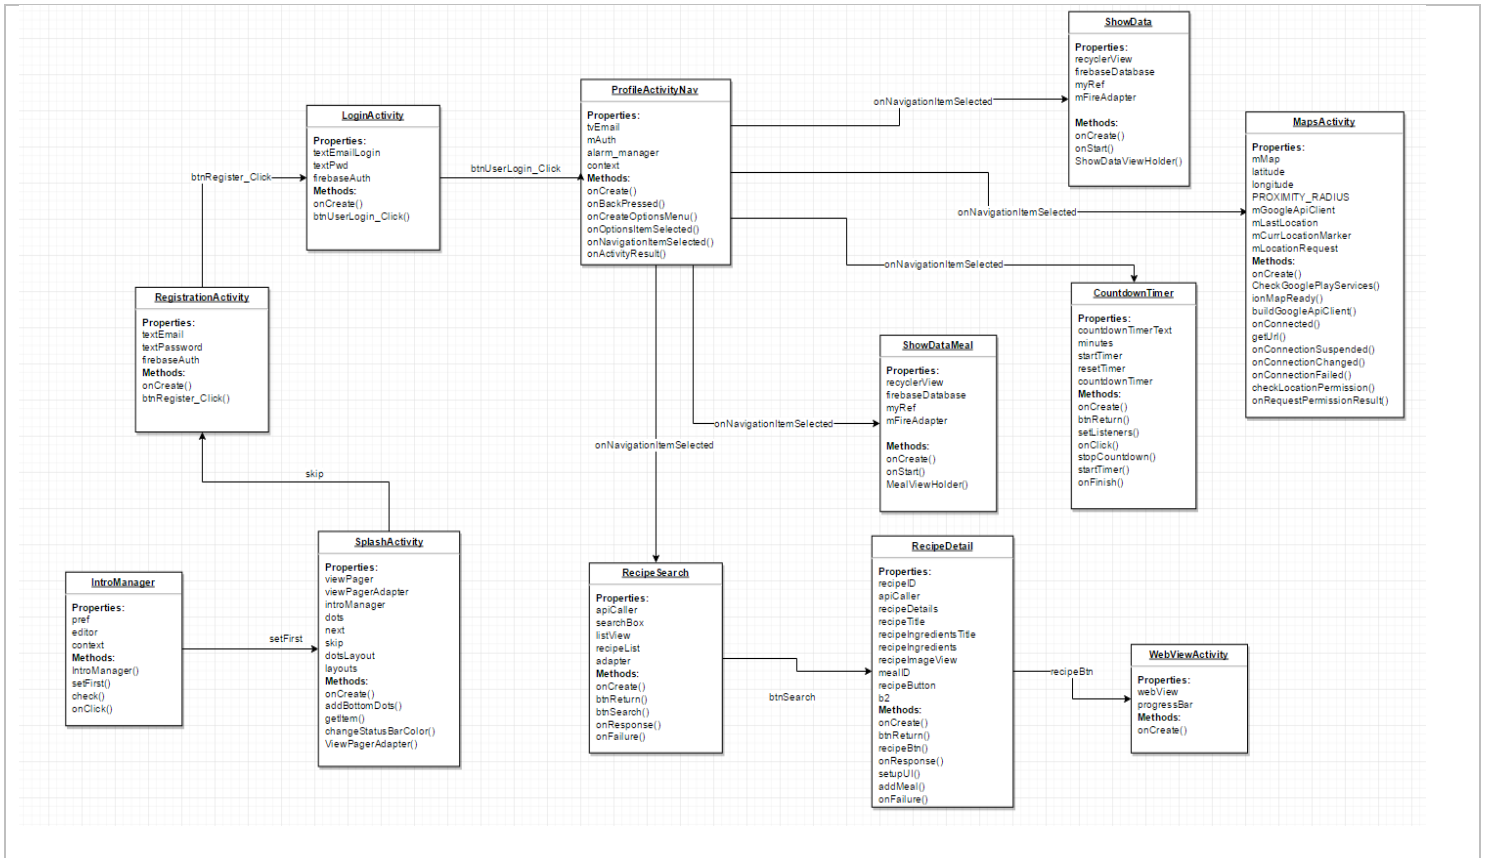 ShowData
Properties:
recyclerView
firebaseDatabase
myRef
mFireAdapter
Methods:
onCreate()
onStart()
ShowDataViewHolder()
onNavigationItemSelected
ProfileActivityNav
Properties:
tvEmail
mAuth
alarm_manager
context
Methods:
onCreate()
onBackPressed()
onCreateOptionsMenu()
onOptionsItemSelected()
onNavigationItemSelected()
onActivityResult()
LoginActivity
Properties:
textEmailLogin
textPwd
firebaseAuth
Methods:
onCreate()
btnUserLogin_Click()
btnUserLogin_Click
btnRegister_Click
MapsActivity
Properties:
mMap
latitude
longitude
PROXIMITY_RADIUS
mGoogleApiClient
mLastLocation
mCurrLocationMarker
mLocationRequest
Methods:
onCreate()
CheckGooglePlayServices()
ionMapReady()
buildGoogleApiClient()
onConnected()
getUrl()
onConnectionSuspended()
onConnectionChanged()
onConnectionFailed()
checkLocationPermission()
onRequestPermissionResult()
onNavigationItemSelected
onNavigationItemSelected
RegistrationActivity
Properties:
textEmail
textPassword
firebaseAuth
Methods:
onCreate()
btnRegister_Click()
CountdownTimer
Properties:
countdownTimerText
minutes
startTimer
resetTimer
countdownTimer
Methods:
onCreate()
btnReturn()
setListeners()
onClick()
stopCountdown()
startTimer()
onFinish()
ShowDataMeal
Properties:
recyclerView
firebaseDatabase
myRef
mFireAdapter
Methods:
onCreate()
onStart()
MealViewHolder()
onNavigationItemSelected
onNavigationItemSelected
skip
SplashActivity
Properties:
viewPager
viewPagerAdapter
introManager
dots
next
skip
dotsLayout
layouts
Methods:
onCreate()
addBottomDots()
getItem()
changeStatusBarColor()
ViewPagerAdapter()
IntroManager
Properties:
pref
editor
context
Methods:
IntroManager()
setFirst()
check()
onClick()
setFirst
RecipeSearch
Properties:
apiCaller
searchBox
listView
recipeList
adapter
Methods:
onCreate()
btnReturn()
btnSearch()
onResponse()
onFailure()
btnSearch
RecipeDetail
Properties:
recipeID
apiCaller
recipeDetails
recipeTitle
recipeIngredientsTitle
recipeIngredients
recipeImageView
mealID
recipeButton
b2
Methods:
onCreate()
btnReturn()
recipeBtn()
onResponse()
setupUI()
addMeal()
onFailure()
recipeBtn
WebViewActivity
Properties:
webView
progressBar
Methods:
onCreate()